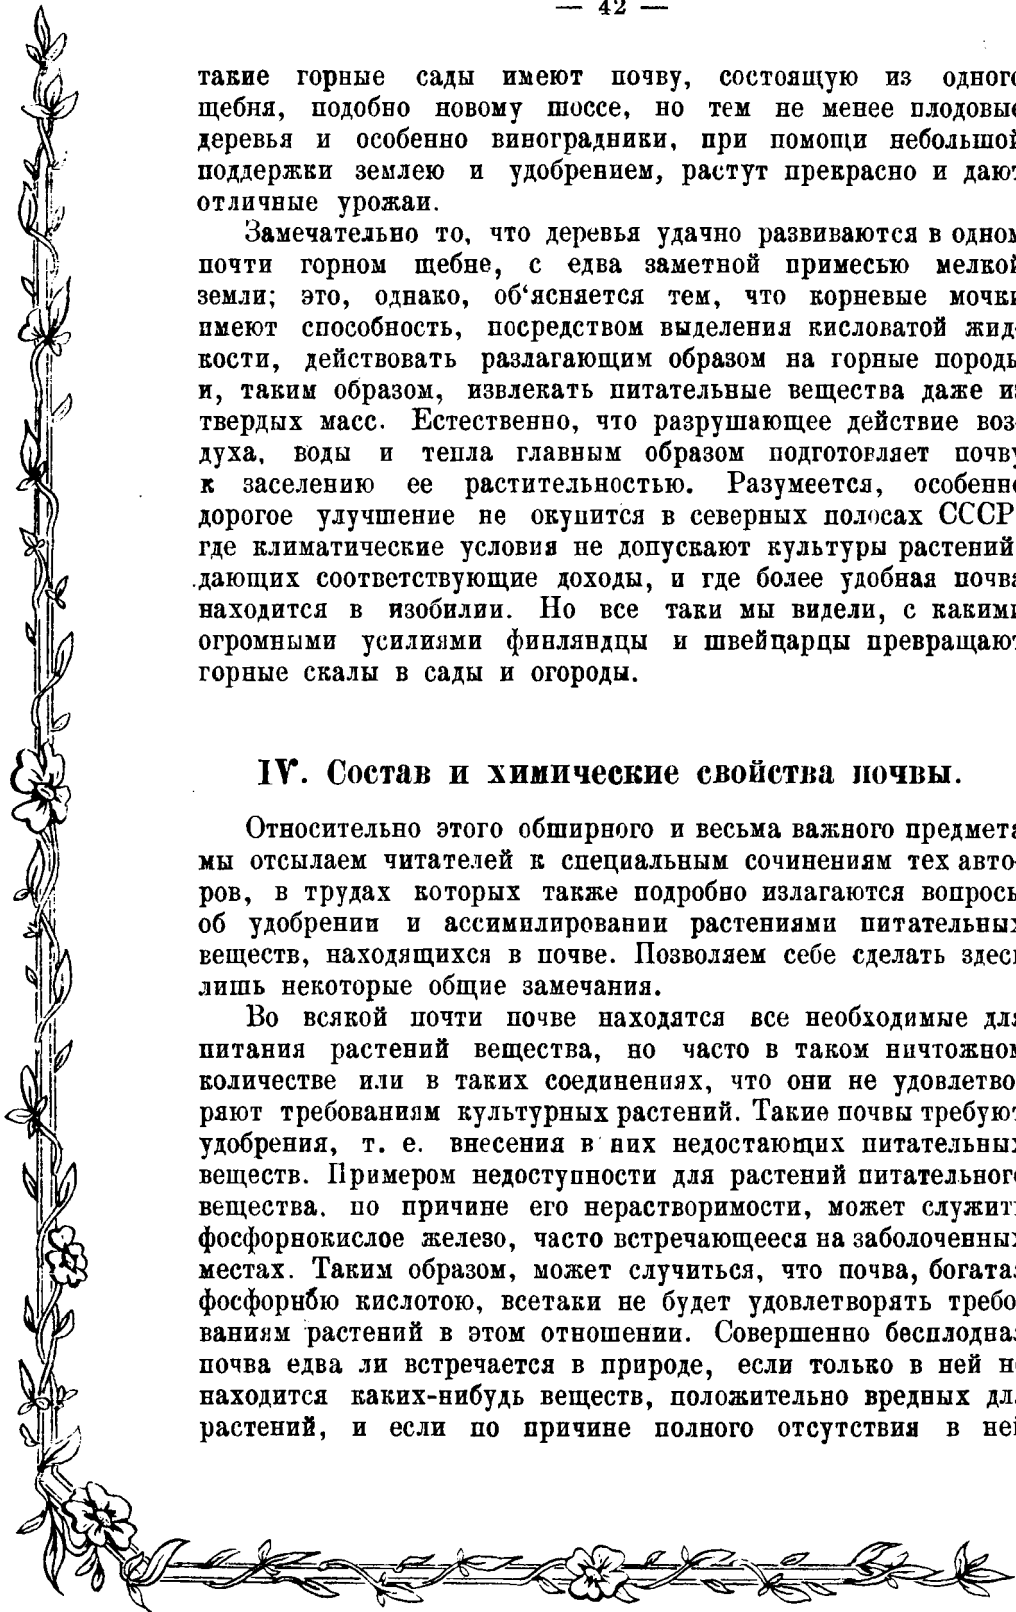 — 42 —
такие горные сады имеют почву, состоящую из одного
щебня, подобно новому шоссе, но тем не менее плодовые
деревья и особенно виноградники, при помощи небольшой
поддержки землею и удобрением, растут прекрасно и дают
отличные урожаи.
Замечательно то, что деревья удачно развиваются в одном
почти горном щебне, с едва заметной примесью мелкой
земли; это, однако, об‘ясняется тем, что корневые мочки
имеют способность, посредством выделения кисловатой жид-
кости, действовать разлагающим образом на горные породы
и, таким образом, извлекать питательные вещества даже из
твердых масс. Естественно, что разрушающее действие воз-
духа, воды и тепла главным образом подготовляет почву
к заселению ее растительностью. Разумеется, особенно
дорогое улучшение не окупится в северных полосах СССР
где климатические условия не допускают культуры растений
дающих соответствующие доходы, и где более удобная почва
находится в изобилии. Но все таки мы видели, с какими
огромными усилиями финляндцы и швейцарцы превращают
горные скалы в сады и огороды.
IV. Состав и химические свойства почвы.
Относительно этого обширного и весьма важного предмета
мы отсылаем читателей к специальным сочинениям тех авто-
ров, в трудах которых также подробно излагаются вопросы
об удобрении и ассимилировании растениями питательных
веществ, находящихся в почве. Позволяем себе сделать здесь
лишь некоторые общие замечания.
Во всякой почти почве находятся все необходимые для
питания растений вещества, но часто в таком ничтожном
количестве или в таких соединениях, что они не удовлетво-
ряют требованиям культурных растений. Такие почвы требуют
удобрения, т. е. внесения в них недостающих питательных
веществ. Примером недоступности для растений питательного
вещества, по причине его нерастворимости, может служить
фосфорнокислое железо, часто встречающееся на заболоченных
местах. Таким образом, может случиться, что почва, богатая
фосфорною кислотою, всетаки не будет удовлетворять требо-
ваниям растений в этом отношении. Совершенно бесплодная
почва едва ли встречается в природе, если только в ней не
находится каких-нибудь веществ, положительно вредных для
растений, и если по причине полного отсутствия в ней